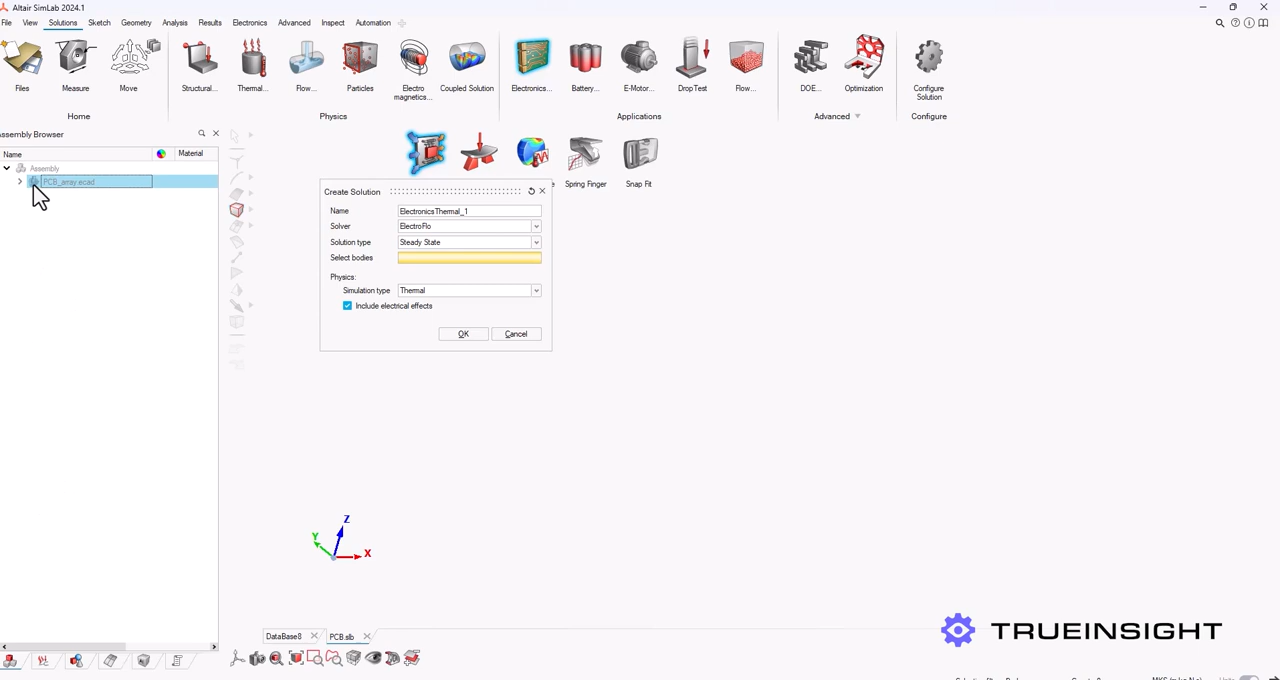 Altair SimLab 2024.1
File View Solutions Sketch Geometry Analysis Results Electronics Advanced Inspect Automation
Files Measure Move Structural... Thermal... Flow... Particles Electro magnetics... Coupled Solution Electronics... Battery... E-Motor... Drop Test Flow... DOE... Optimization Configure Solution
Home Physics Applications Advanced Configure
Assembly Browser
Name Material
Assembly
PCB_array.ecad
Spring Finger Snap Fit
Create Solution
Name ElectronicsThermal_1
Solver ElectroFlo
Solution type Steady State
Select bodies
Physics:
Simulation type Thermal
Include electrical effects
OK Cancel
Z
Y
X
DataBase8 PCB.slb
TRUEINSIGHT